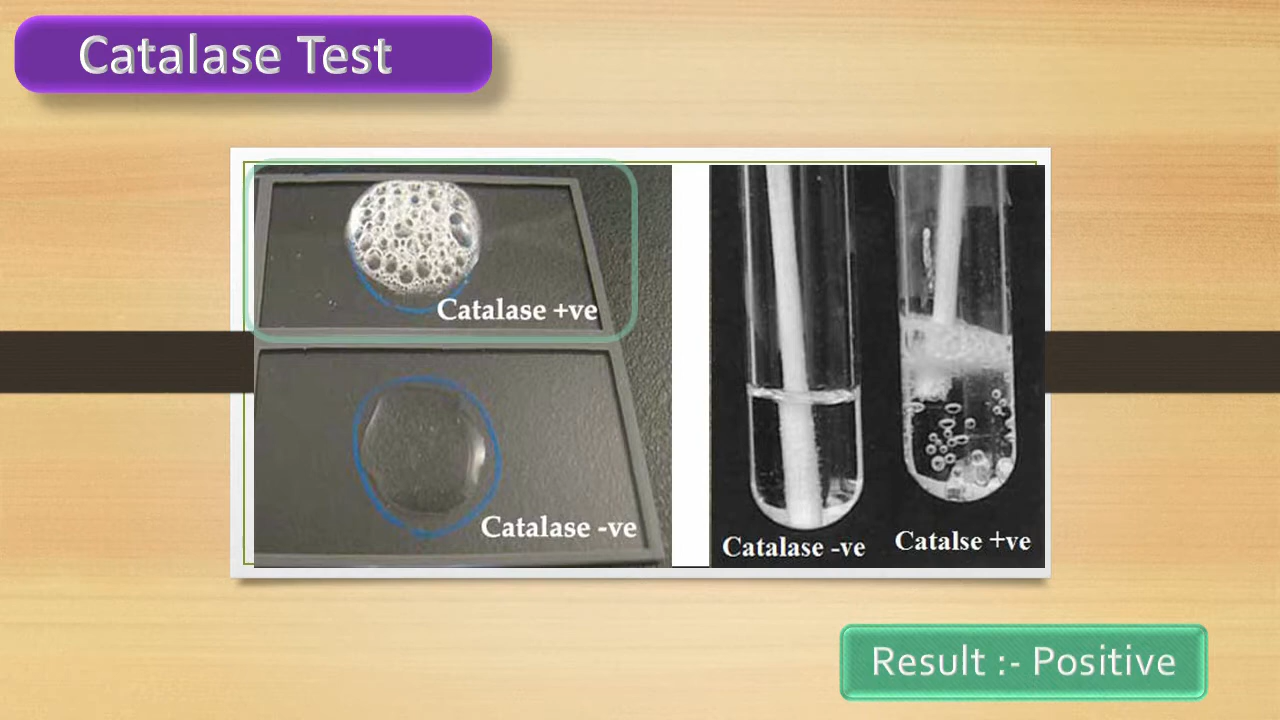 Catalase Test
Catalase +ve
Catalase -ve
Catalase -ve
Catalse +ve
Result :- Positive